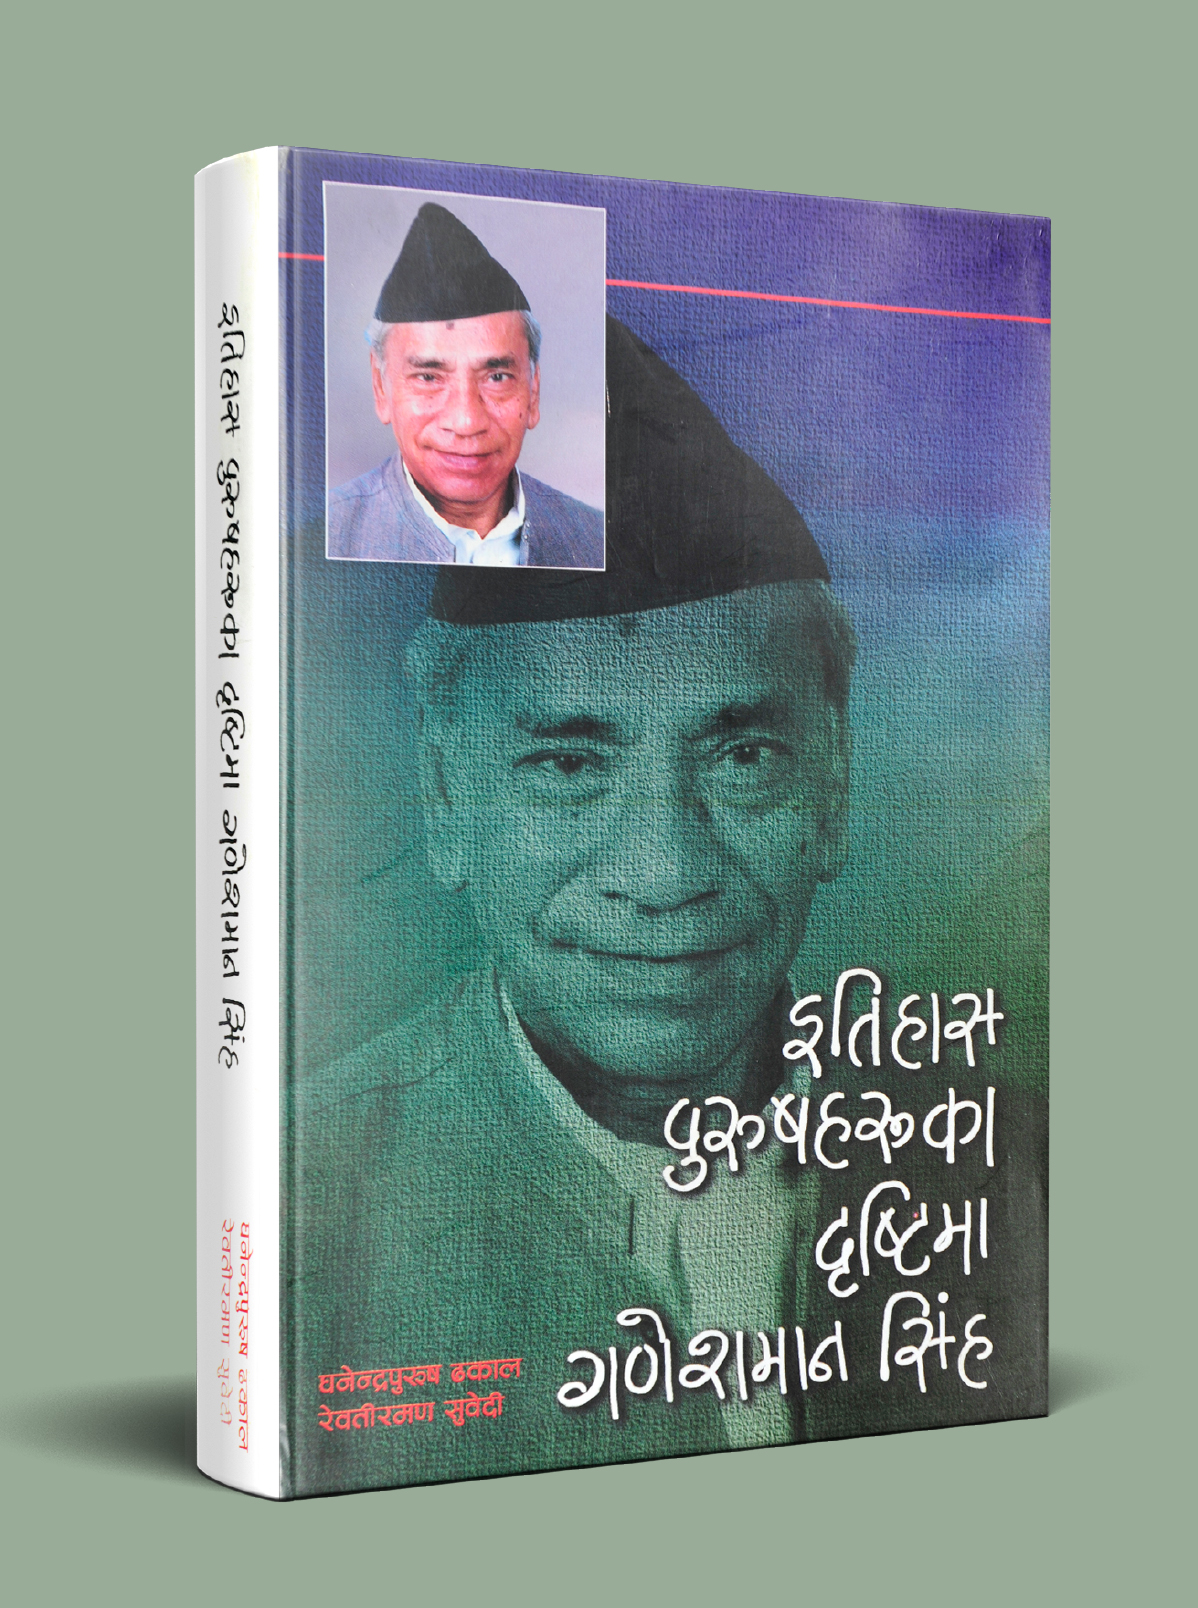 इतिहास पुरुषहरूका दृष्टिमा गणेशमान सिंह
घनेन्द्रपुरुष ढकाल
रेवतीरमण सुवेदी
इतिहास
पुरुषहरूका
दृष्टिमा
गणेशमान सिंह
घनेन्द्रपुरुष ढकाल
रेवतीरमण सुवेदी